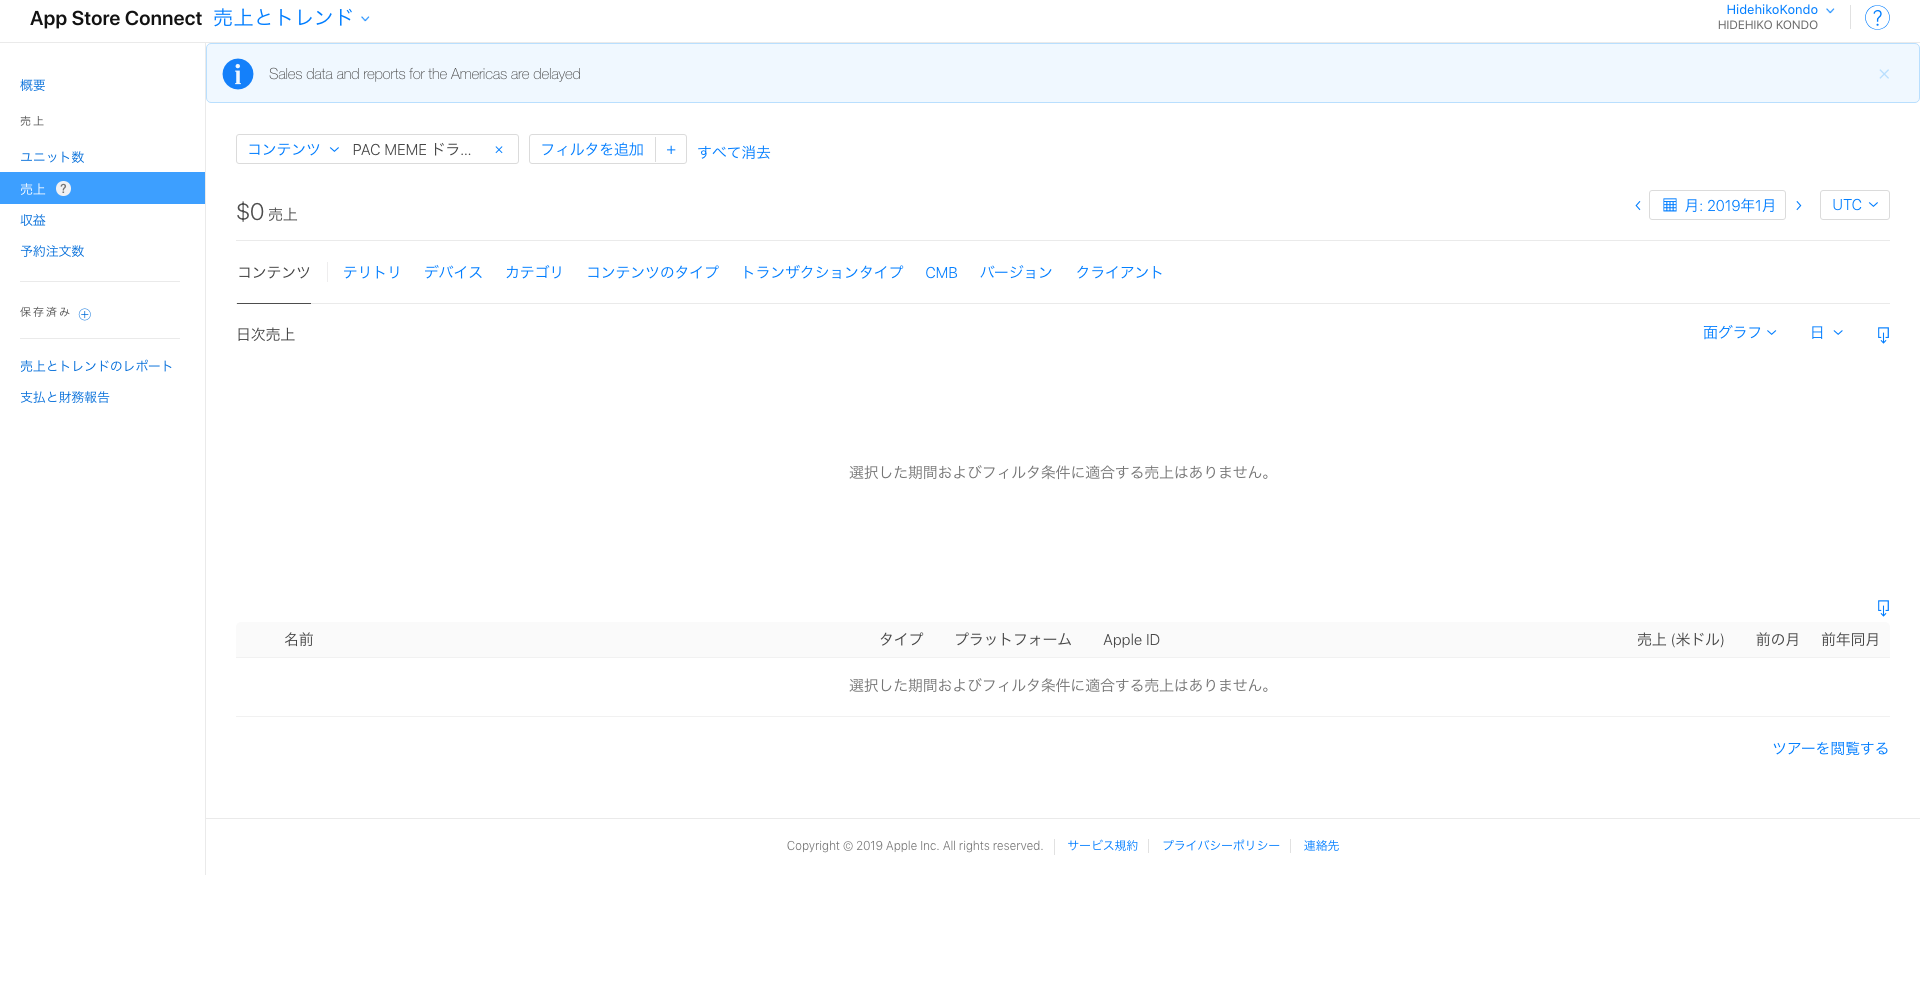 App Store Connect 売上とトレンド
HidehikoKondo
HIDEHIKO KONDO
?
Sales data and reports for the Americas are delayed
概要
売上
ユニット数
売上 ?
収益
予約注文数
保存済み
売上とトレンドのレポート
支払と財務報告
コンテンツ PAC MEME ドラ... × フィルタを追加 + すべて消去
$0 売上
月: 2019年1月 UTC
コンテンツ テリトリ デバイス カテゴリ コンテンツのタイプ トランザクションタイプ CMB バージョン クライアント
日次売上 面グラフ 日
選択した期間およびフィルタ条件に適合する売上はありません。
名前 タイプ プラットフォーム Apple ID 売上 (米ドル) 前の月 前年同月
選択した期間およびフィルタ条件に適合する売上はありません。
ツアーを閲覧する
Copyright © 2019 Apple Inc. All rights reserved. サービス規約 プライバシーポリシー 連絡先